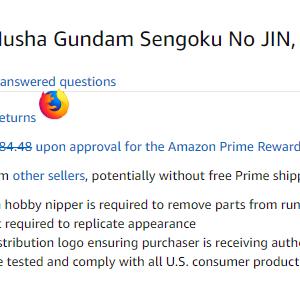 Musha Gundam Sengoku No JIN,
answered questions
eturns
84.48 upon approval for the Amazon Prime Reward
m other sellers, potentially without free Prime shipp
hobby nipper is required to remove parts from run
required to replicate appearance
stribution logo ensuring purchaser is receiving auth
e tested and comply with all U.S. consumer product